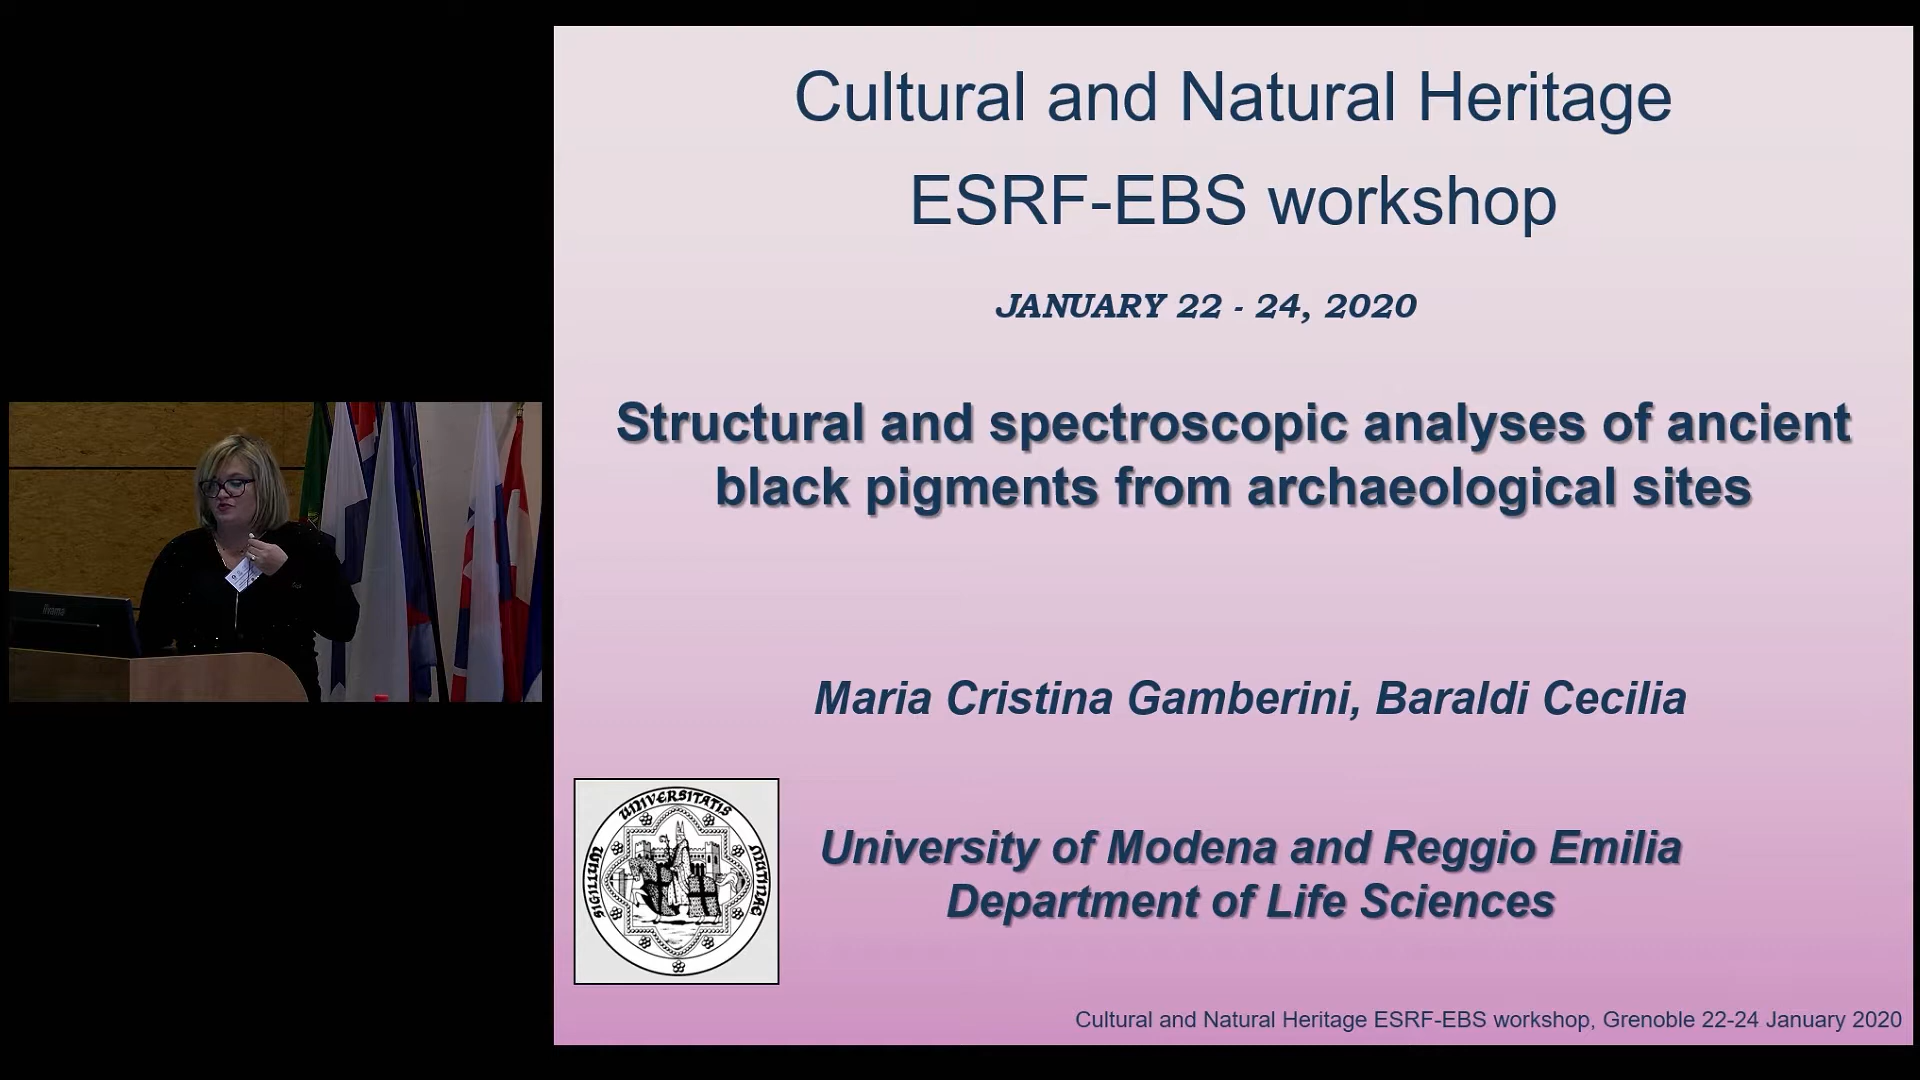 Cultural and Natural Heritage
ESRF-EBS workshop
JANUARY 22 - 24, 2020
Structural and spectroscopic analyses of ancient
black pigments from archaeological sites
Maria Cristina Gamberini, Baraldi Cecilia
SIGILLUM UNIVERSITATIS MUTINAE
University of Modena and Reggio Emilia
Department of Life Sciences
Cultural and Natural Heritage ESRF-EBS workshop, Grenoble 22-24 January 2020
iiyama